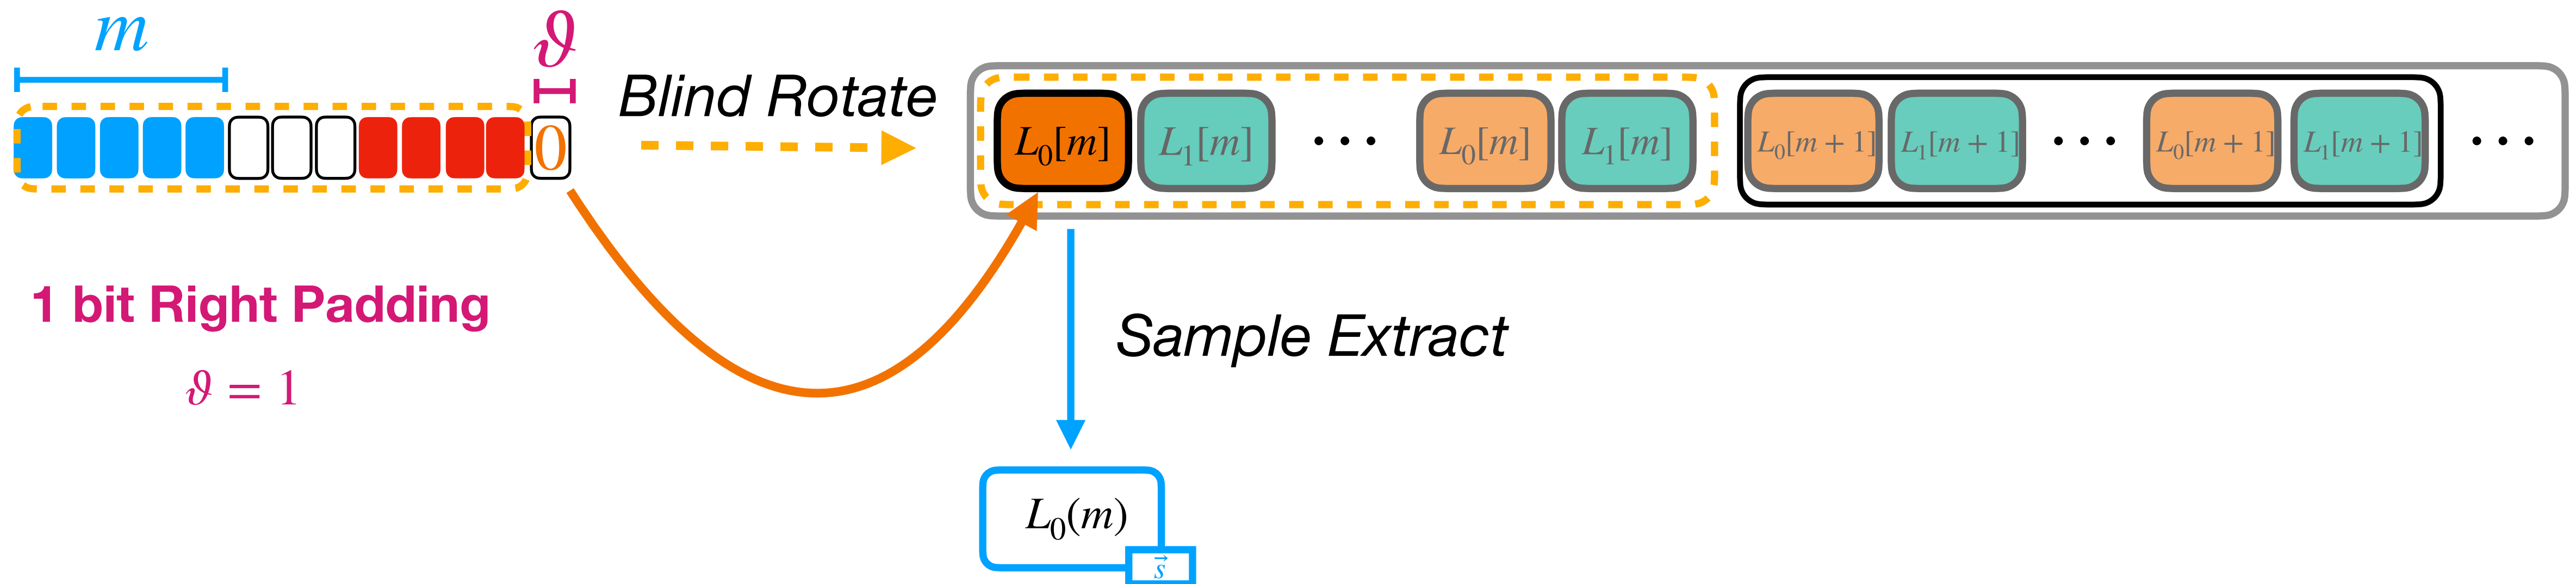 m
ϑ
0
Blind Rotate
L₀[m] L₁[m] ··· L₀[m] L₁[m] L₀[m + 1] L₁[m + 1] ··· L₀[m + 1] L₁[m + 1] ···
1 bit Right Padding
ϑ = 1
Sample Extract
L₀(m)
s⃗